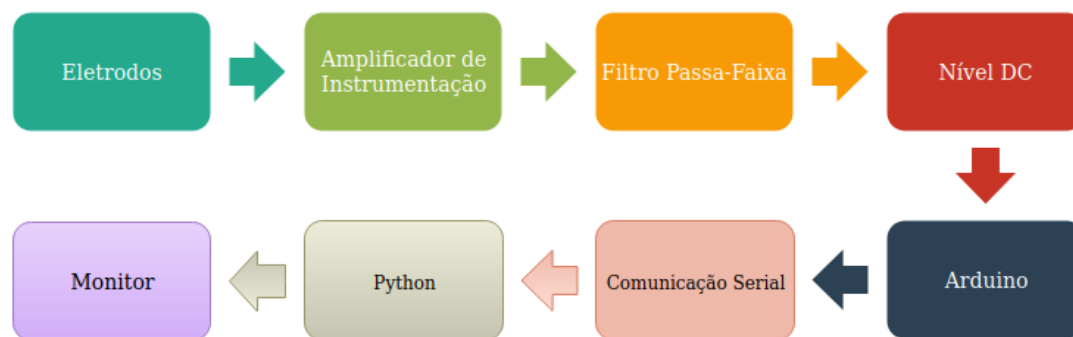 Eletrodos
Amplificador de
Instrumentação
Filtro Passa-Faixa
Nível DC
Monitor
Python
Comunicação Serial
Arduino